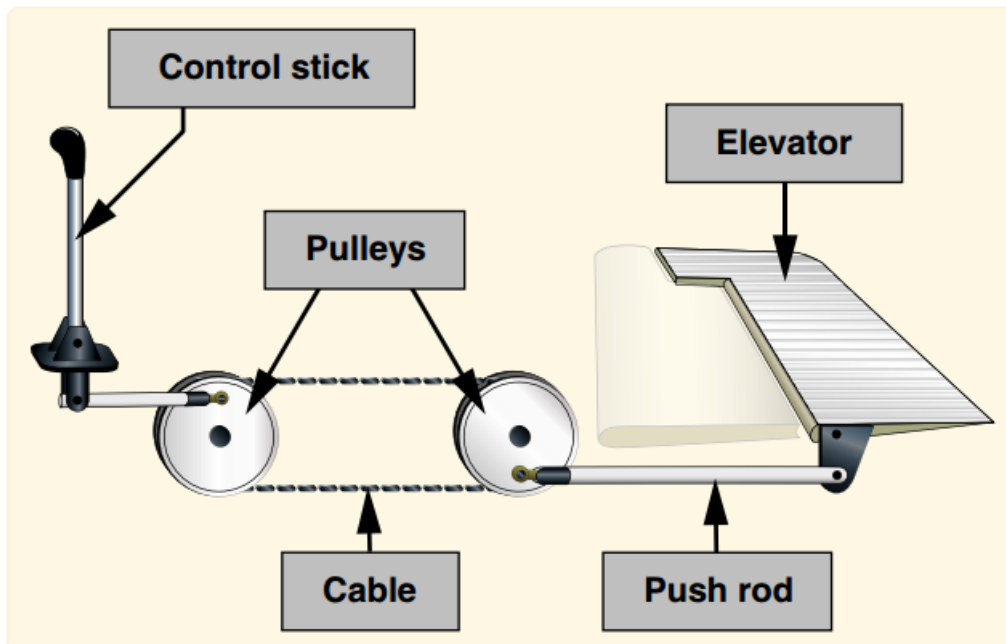 Control stick
Elevator
Pulleys
Cable
Push rod